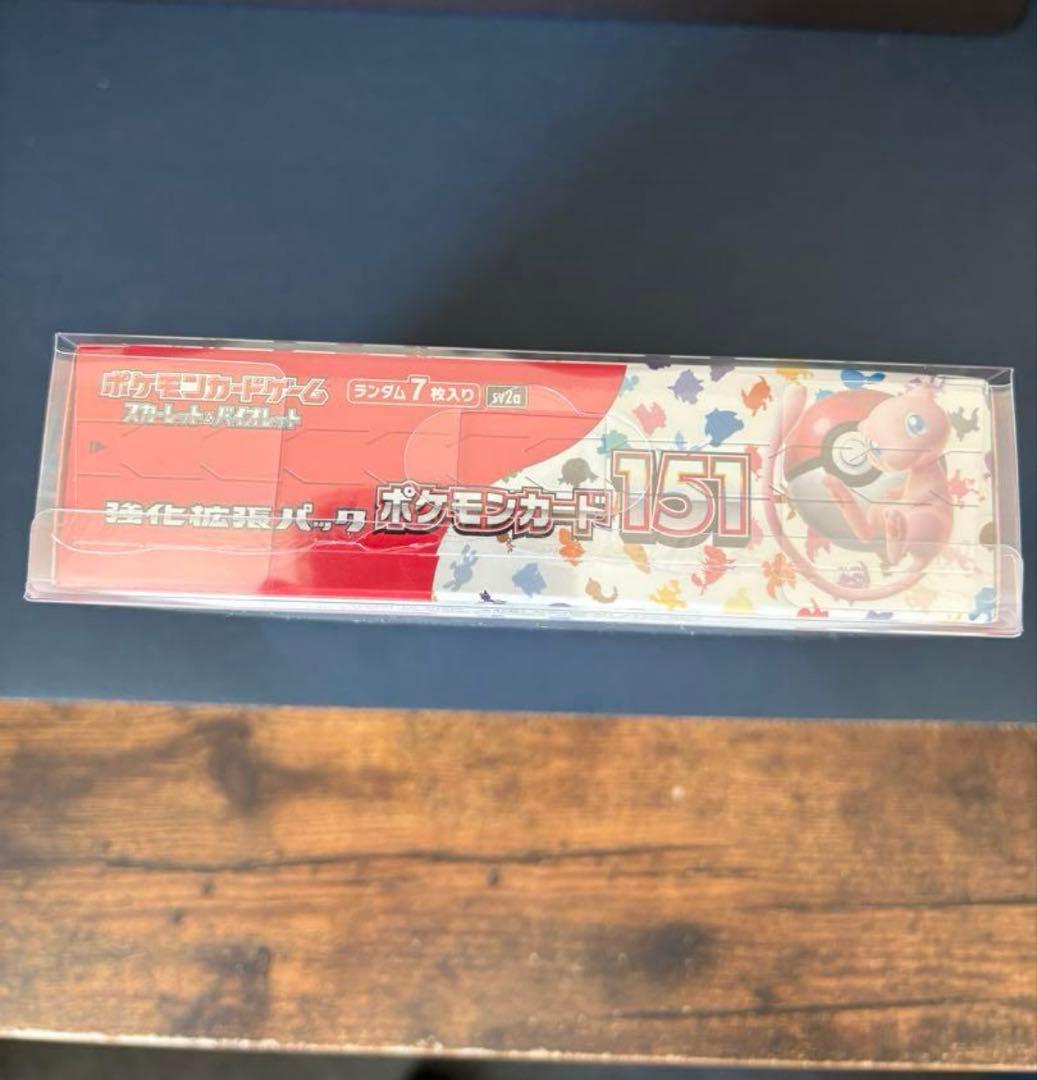 ポケモンカードゲーム
スカーレット&バイオレット
ランダム7枚入り
sv2a
強化拡張パック
ポケモンカード151